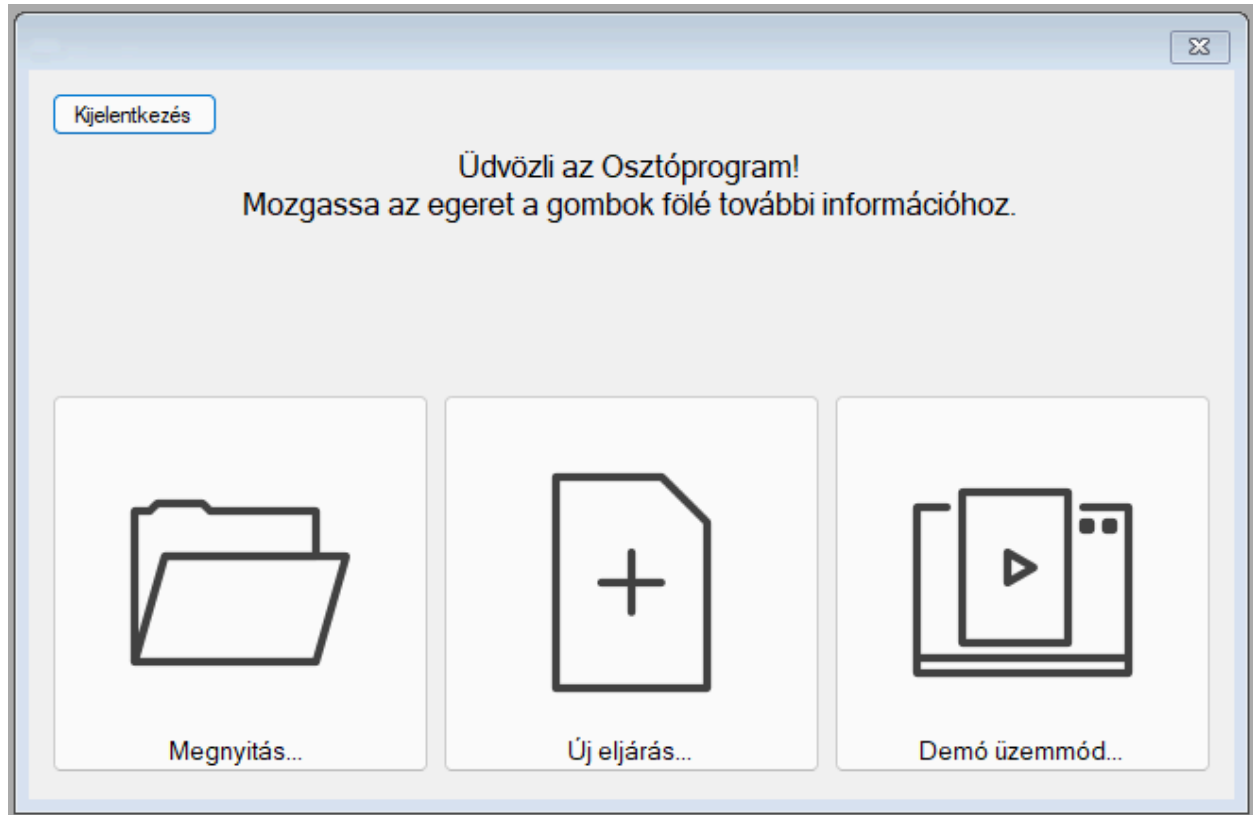 Kijelentkezés
Üdvözli az Osztóprogram!
Mozgassa az egeret a gombok fölé további információhoz.
Megnyitás...
Új eljárás...
Demó üzemmód...